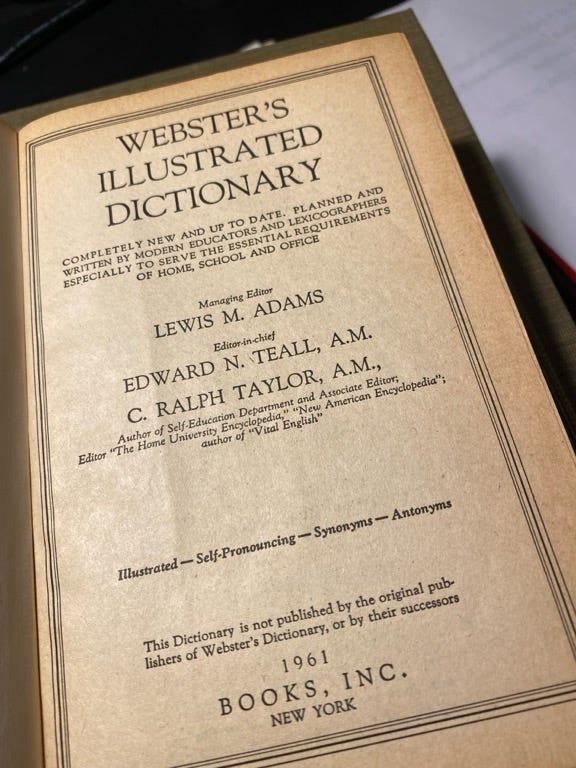 WEBSTER'S
ILLUSTRATED
DICTIONARY
COMPLETELY NEW AND UP TO DATE. PLANNED AND
WRITTEN BY MODERN EDUCATORS AND LEXICOGRAPHERS
ESPECIALLY TO SERVE THE ESSENTIAL REQUIREMENTS
OF HOME, SCHOOL AND OFFICE
Managing Editor
LEWIS M. ADAMS
Editor-in-chief
EDWARD N. TEALL, A.M.
C. RALPH TAYLOR, A.M.,
Author of Self-Education Department and Associate Editor;
Editor "The Home University Encyclopedia," "New American Encyclopedia";
author of "Vital English"
Illustrated — Self-Pronouncing — Synonyms — Antonyms
This Dictionary is not published by the original pub-
lishers of Webster's Dictionary, or by their successors
1961
BOOKS, INC.
NEW YORK